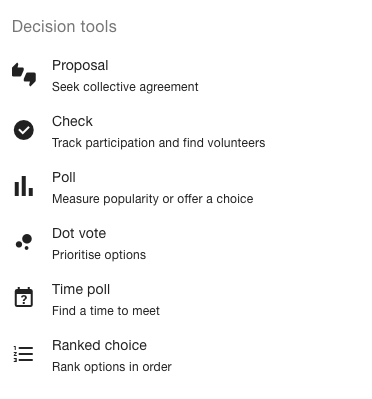 Decision tools
Proposal
Seek collective agreement
Check
Track participation and find volunteers
Poll
Measure popularity or offer a choice
Dot vote
Prioritise options
Time poll
Find a time to meet
Ranked choice
Rank options in order